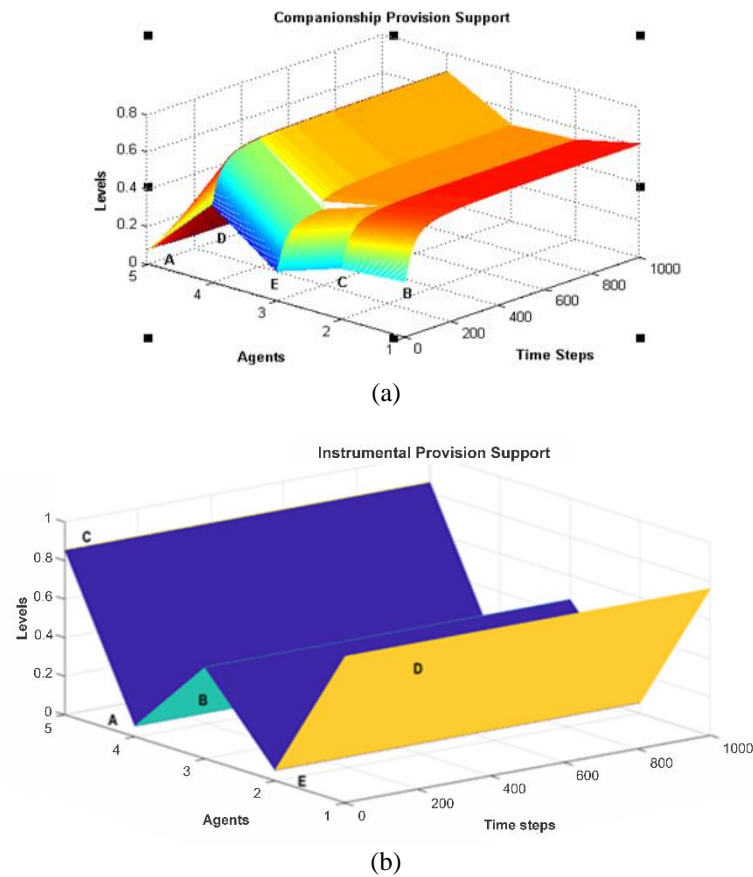 Companionship Provision Support
0.8
0.6
0.4
0.2
0
Levels
5
4
3
2
1
Agents
0
200
400
600
800
1000
Time Steps
A
D
E
C
B
(a)
Instrumental Provision Support
1
0.8
0.6
0.4
0.2
0
Levels
5
4
3
2
1
Agents
0
200
400
600
800
1000
Time steps
C
A
B
D
E
(b)